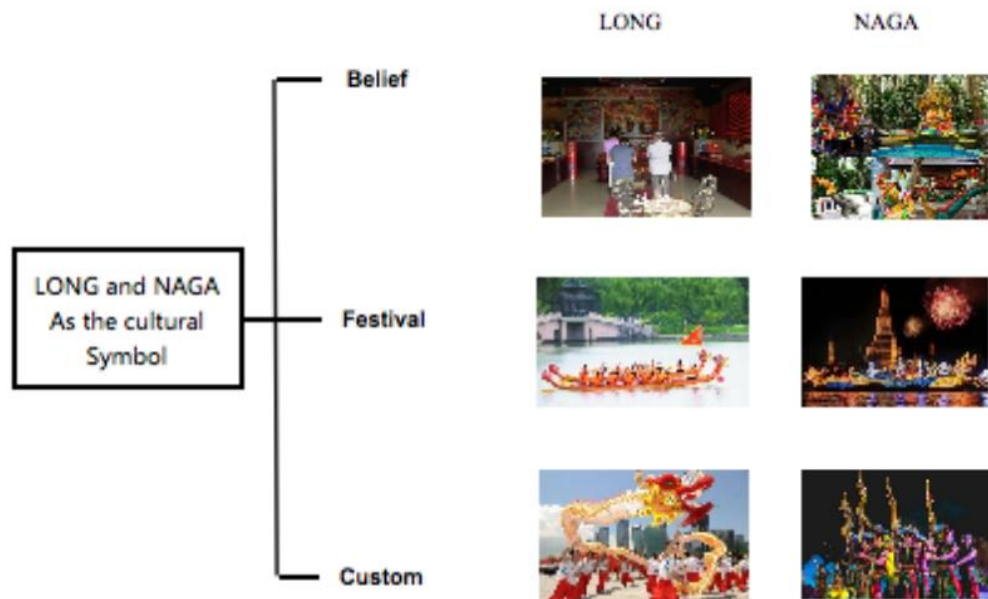 LONG
NAGA
Belief
LONG and NAGA
As the cultural
Symbol
Festival
Custom